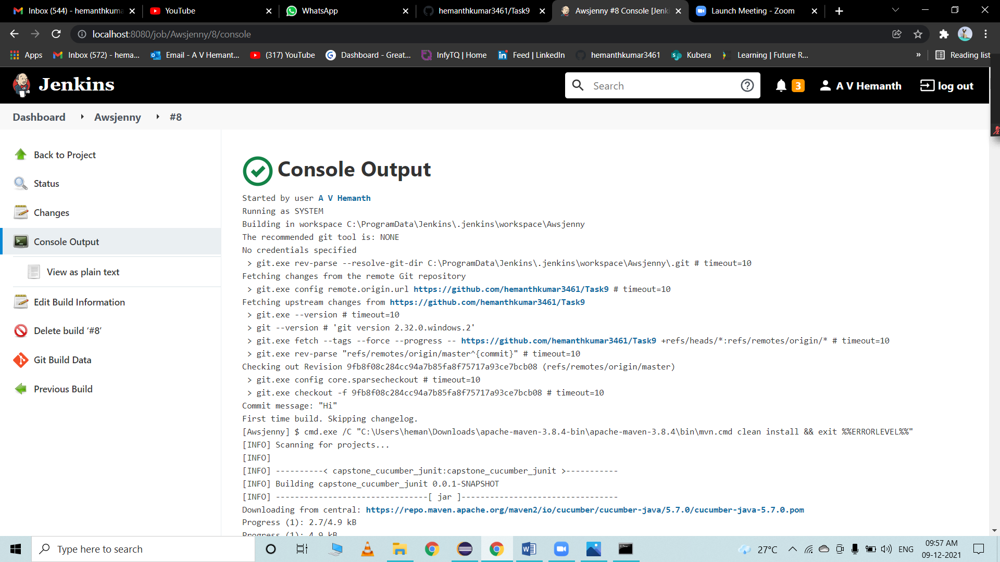 Inbox (544) - hemanthkuma
YouTube
WhatsApp
hemanthkumar3461/Task9
Awsjenny #8 Console [Jenki
Launch Meeting - Zoom
localhost:8080/job/Awsjenny/8/console
Apps
Inbox (572) - hema...
Email - A V Hemant...
(317) YouTube
Dashboard - Great...
InfyTQ | Home
Feed | LinkedIn
hemanthkumar3461
Kubera
Learning | Future R...
»
Reading list
Jenkins
Search
3
A V Hemanth
log out
Dashboard
Awsjenny
#8
Back to Project
Status
Changes
Console Output
View as plain text
Edit Build Information
Delete build ‘#8’
Git Build Data
Previous Build
Console Output
Started by user A V Hemanth
Running as SYSTEM
Building in workspace C:\ProgramData\Jenkins\.jenkins\workspace\Awsjenny
The recommended git tool is: NONE
No credentials specified
> git.exe rev-parse --resolve-git-dir C:\ProgramData\Jenkins\.jenkins\workspace\Awsjenny\.git # timeout=10
Fetching changes from the remote Git repository
> git.exe config remote.origin.url https://github.com/hemanthkumar3461/Task9 # timeout=10
Fetching upstream changes from https://github.com/hemanthkumar3461/Task9
> git.exe --version # timeout=10
> git --version # 'git version 2.32.0.windows.2'
> git.exe fetch --tags --force --progress -- https://github.com/hemanthkumar3461/Task9 +refs/heads/*:refs/remotes/origin/* # timeout=10
> git.exe rev-parse "refs/remotes/origin/master^{commit}" # timeout=10
Checking out Revision 9fb8f08c284cc94a7b85fa8f75717a93ce7bcb08 (refs/remotes/origin/master)
> git.exe config core.sparsecheckout # timeout=10
> git.exe checkout -f 9fb8f08c284cc94a7b85fa8f75717a93ce7bcb08 # timeout=10
Commit message: "Hi"
First time build. Skipping changelog.
[Awsjenny] $ cmd.exe /C "C:\Users\heman\Downloads\apache-maven-3.8.4-bin\apache-maven-3.8.4\bin\mvn.cmd clean install && exit %%ERRORLEVEL%%"
[INFO] Scanning for projects...
[INFO]
[INFO] ----------< capstone_cucumber_junit:capstone_cucumber_junit >-----------
[INFO] Building capstone_cucumber_junit 0.0.1-SNAPSHOT
[INFO] --------------------------------[ jar ]---------------------------------
Downloading from central: https://repo.maven.apache.org/maven2/io/cucumber/cucumber-java/5.7.0/cucumber-java-5.7.0.pom
Progress (1): 2.7/4.9 kB
Progress (1): 4.9 kB
Type here to search
27°C
ENG
09:57 AM
09-12-2021